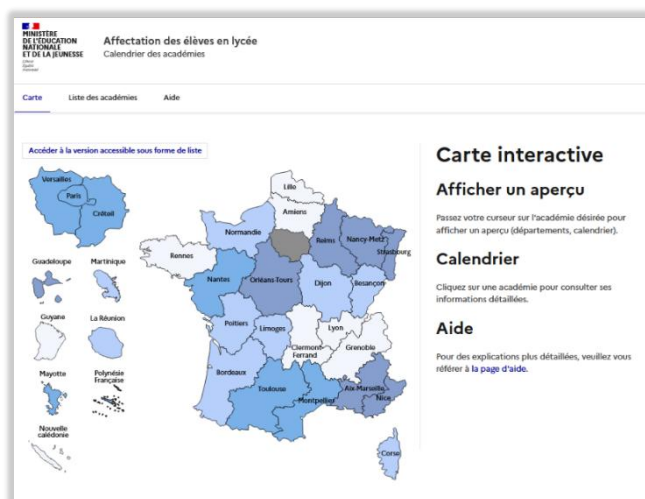 MINISTÈRE
DE L'ÉDUCATION
NATIONALE
ET DE LA JEUNESSE
Liberté
Égalité
Fraternité
Affectation des élèves en lycée
Calendrier des académies
Carte
Liste des académies
Aide
Accéder à la version accessible sous forme de liste
Versailles
Paris
Créteil
Guadeloupe
Martinique
Guyane
La Réunion
Mayotte
Polynésie
Française
Nouvelle
calédonie
Lille
Amiens
Normandie
Reims
Nancy-Metz
Strasbourg
Rennes
Nantes
Orléans-Tours
Dijon
Besançon
Poitiers
Limoges
Clermont-
Ferrand
Lyon
Grenoble
Bordeaux
Toulouse
Montpellier
Aix-Marseille
Nice
Corse
Carte interactive
Afficher un aperçu
Passez votre curseur sur l'académie désirée pour
afficher un aperçu (départements, calendrier).
Calendrier
Cliquez sur une académie pour consulter ses
informations détaillées.
Aide
Pour des explications plus détaillées, veuillez vous
référer à la page d'aide.